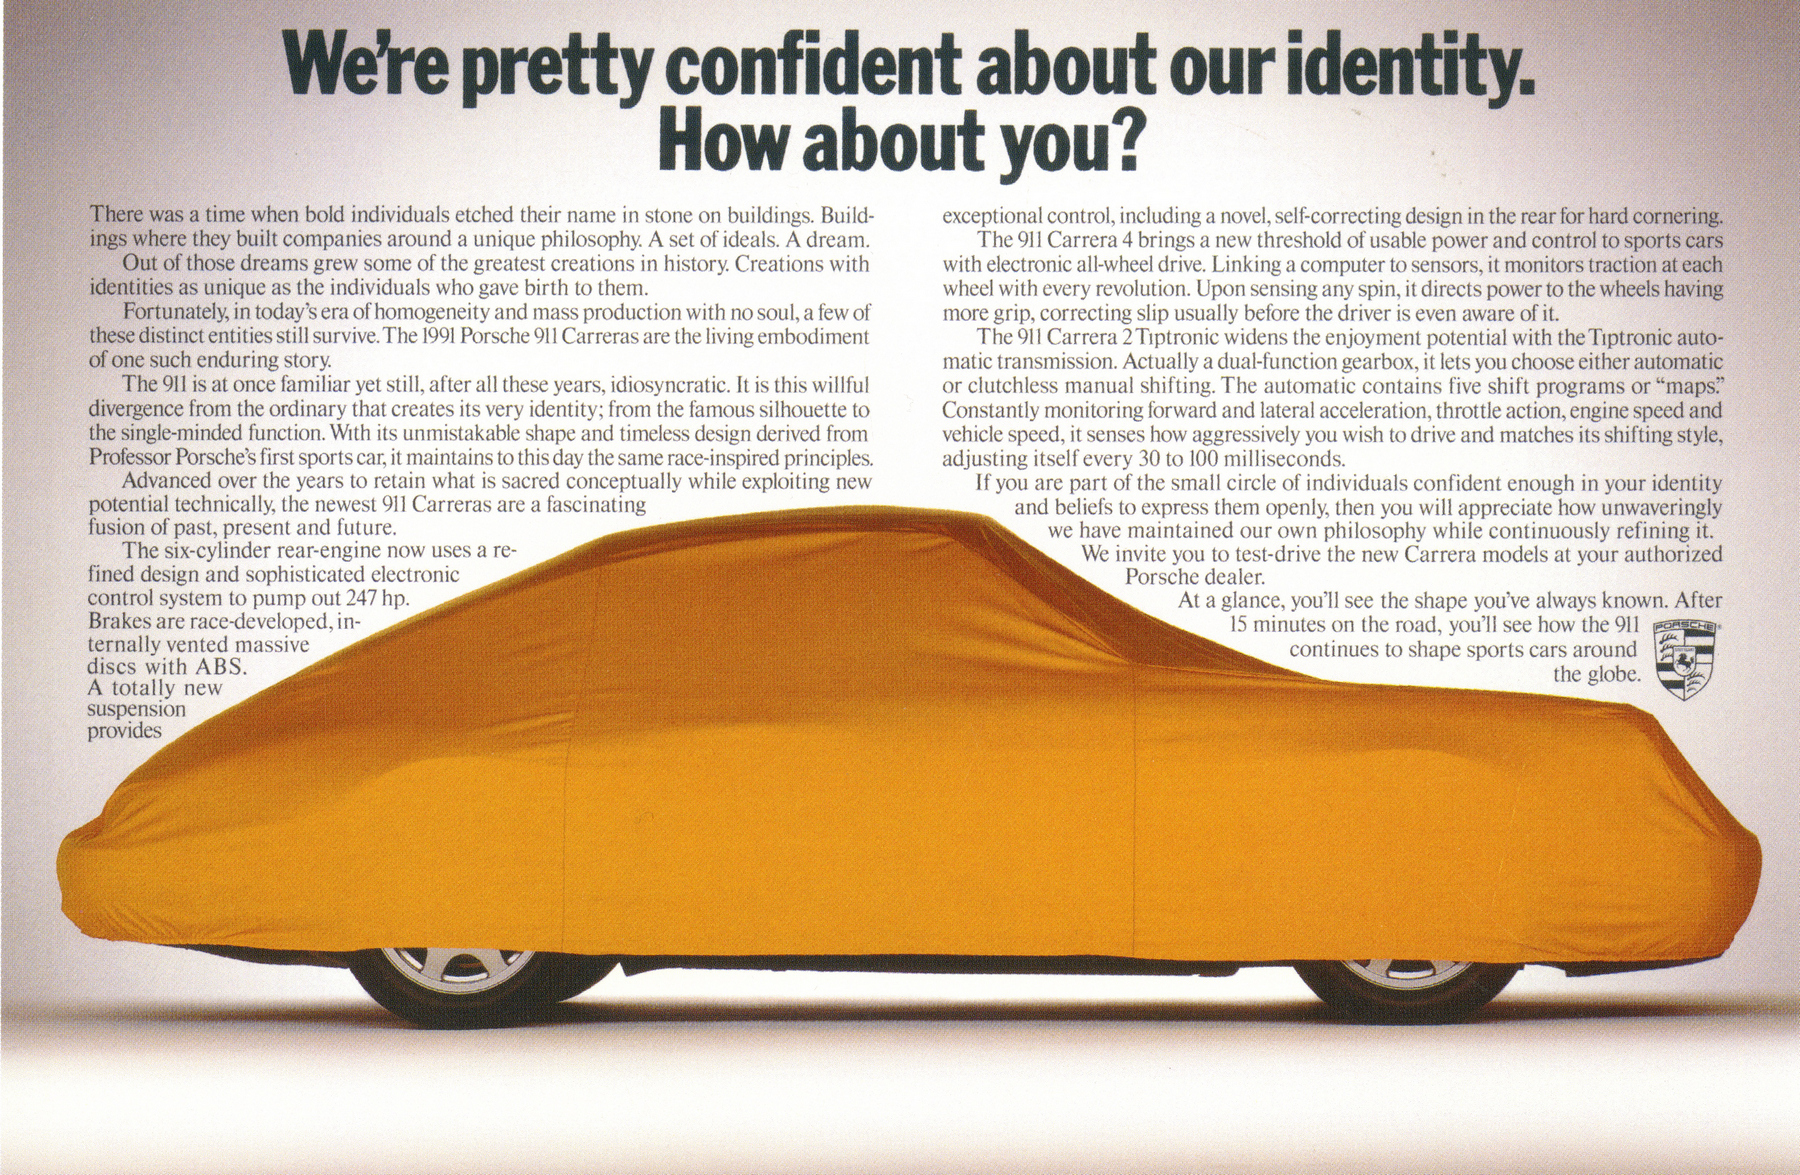 We're pretty confident about our identity.
How about you?
There was a time when bold individuals etched their name in stone on buildings. Build-
ings where they built companies around a unique philosophy. A set of ideals. A dream.
Out of those dreams grew some of the greatest creations in history. Creations with
identities as unique as the individuals who gave birth to them.
Fortunately, in today's era of homogeneity and mass production with no soul, a few of
these distinct entities still survive. The 1991 Porsche 911 Carreras are the living embodiment
of one such enduring story.
The 911 is at once familiar yet still, after all these years, idiosyncratic. It is this willful
divergence from the ordinary that creates its very identity; from the famous silhouette to
the single-minded function. With its unmistakable shape and timeless design derived from
Professor Porsche's first sports car, it maintains to this day the same race-inspired principles.
Advanced over the years to retain what is sacred conceptually while exploiting new
potential technically, the newest 911 Carreras are a fascinating
fusion of past, present and future.
The six-cylinder rear-engine now uses a re-
fined design and sophisticated electronic
control system to pump out 247 hp.
Brakes are race-developed, in-
ternally vented massive
discs with ABS.
A totally new
suspension
provides
exceptional control, including a novel, self-correcting design in the rear for hard cornering.
The 911 Carrera 4 brings a new threshold of usable power and control to sports cars
with electronic all-wheel drive. Linking a computer to sensors, it monitors traction at each
wheel with every revolution. Upon sensing any spin, it directs power to the wheels having
more grip, correcting slip usually before the driver is even aware of it.
The 911 Carrera 2 Tiptronic widens the enjoyment potential with the Tiptronic auto-
matic transmission. Actually a dual-function gearbox, it lets you choose either automatic
or clutchless manual shifting. The automatic contains five shift programs or “maps.”
Constantly monitoring forward and lateral acceleration, throttle action, engine speed and
vehicle speed, it senses how aggressively you wish to drive and matches its shifting style,
adjusting itself every 30 to 100 milliseconds.
If you are part of the small circle of individuals confident enough in your identity
and beliefs to express them openly, then you will appreciate how unwaveringly
we have maintained our own philosophy while continuously refining it.
We invite you to test-drive the new Carrera models at your authorized
Porsche dealer.
At a glance, you'll see the shape you've always known. After
15 minutes on the road, you'll see how the 911
continues to shape sports cars around
the globe.
PORSCHE®